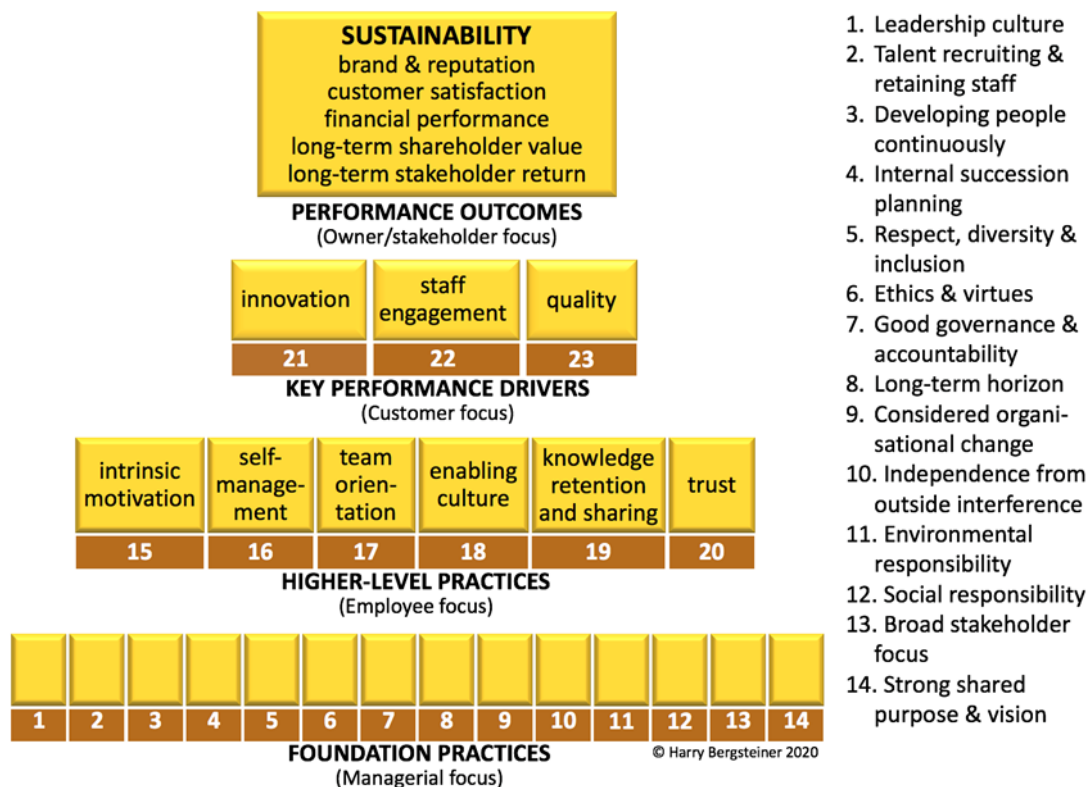 SUSTAINABILITY
brand & reputation
customer satisfaction
financial performance
long-term shareholder value
long-term stakeholder return
PERFORMANCE OUTCOMES
(Owner/stakeholder focus)
innovation
staff
engagement
quality
21 22 23
KEY PERFORMANCE DRIVERS
(Customer focus)
intrinsic
motivation
self-
manage-
ment
team
orien-
tation
enabling
culture
knowledge
retention
and sharing
trust
15 16 17 18 19 20
HIGHER-LEVEL PRACTICES
(Employee focus)
1 2 3 4 5 6 7 8 9 10 11 12 13 14
FOUNDATION PRACTICES
(Managerial focus)
© Harry Bergsteiner 2020
1. Leadership culture
2. Talent recruiting &
retaining staff
3. Developing people
continuously
4. Internal succession
planning
5. Respect, diversity &
inclusion
6. Ethics & virtues
7. Good governance &
accountability
8. Long-term horizon
9. Considered organi-
sational change
10. Independence from
outside interference
11. Environmental
responsibility
12. Social responsibility
13. Broad stakeholder
focus
14. Strong shared
purpose & vision